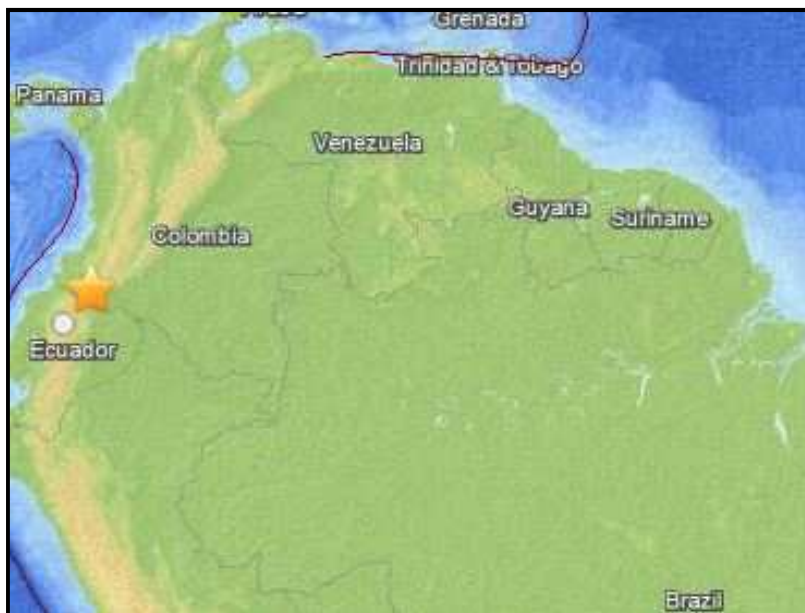 Grenada
Trinidad & Tobago
Panama
Venezuela
Guyana
Suriname
Colombia
Ecuador
Brazil